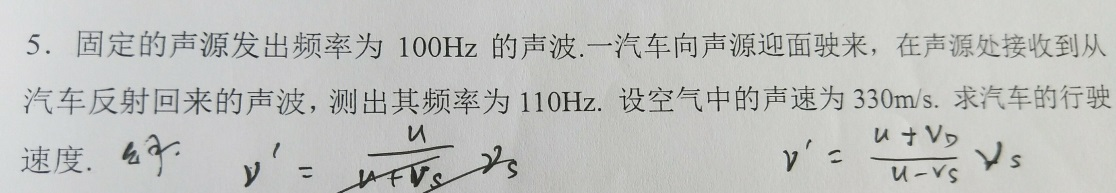 5. 固定的声源发出频率为 100Hz 的声波.一汽车向声源迎面驶来，在声源处接收到从
汽车反射回来的声波，测出其频率为 110Hz. 设空气中的声速为 330m/s. 求汽车的行驶
速度. ν' = u/(u+Vs) νs ν' = (u+VD)/(u-Vs) νs